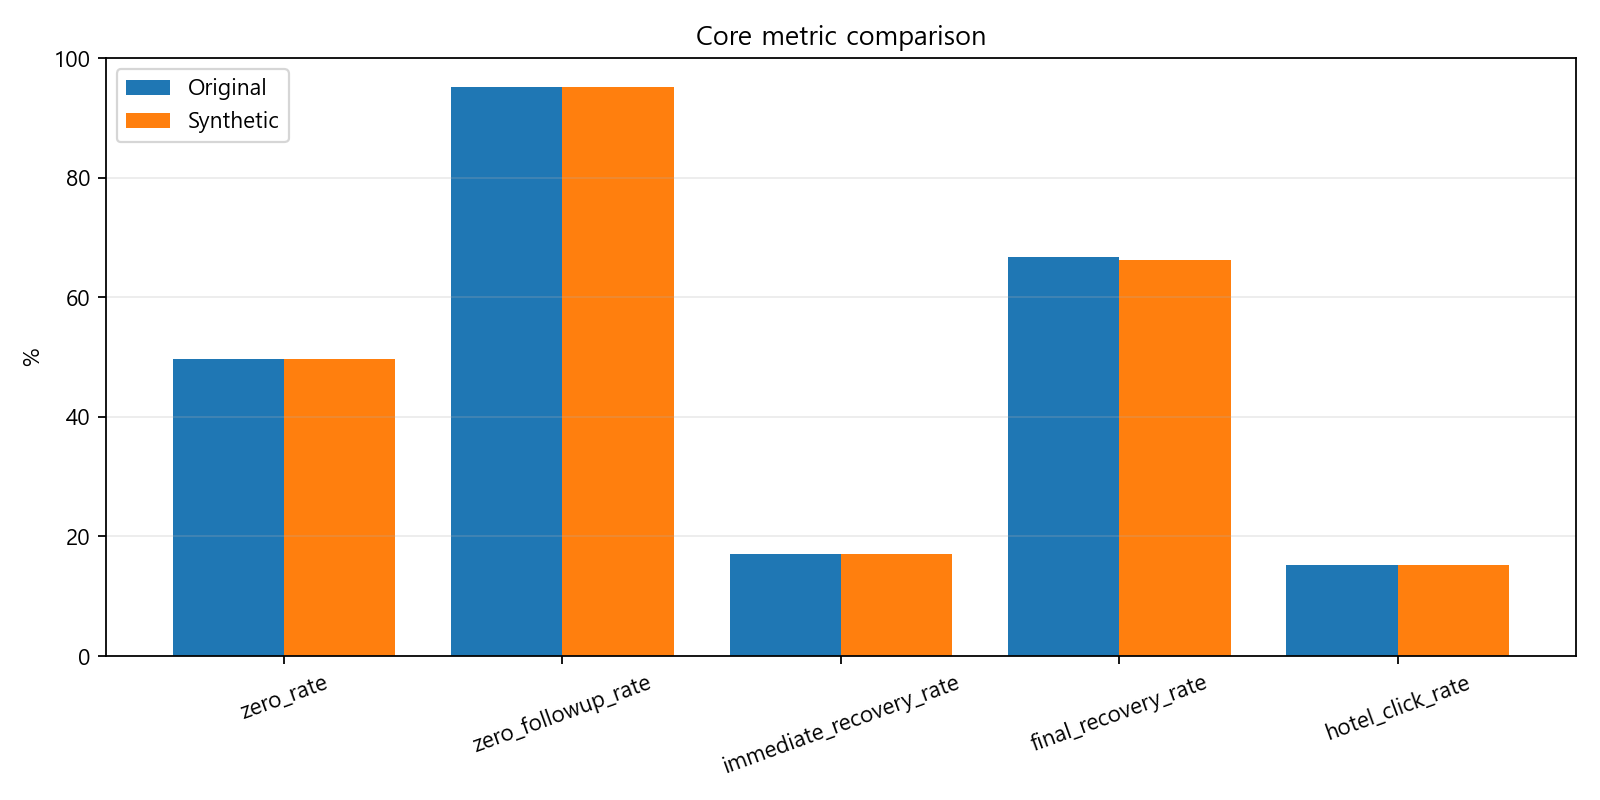 Core metric comparison
Original
Synthetic
100
80
60
40
20
0
%
zero_rate
zero_followup_rate
immediate_recovery_rate
final_recovery_rate
hotel_click_rate